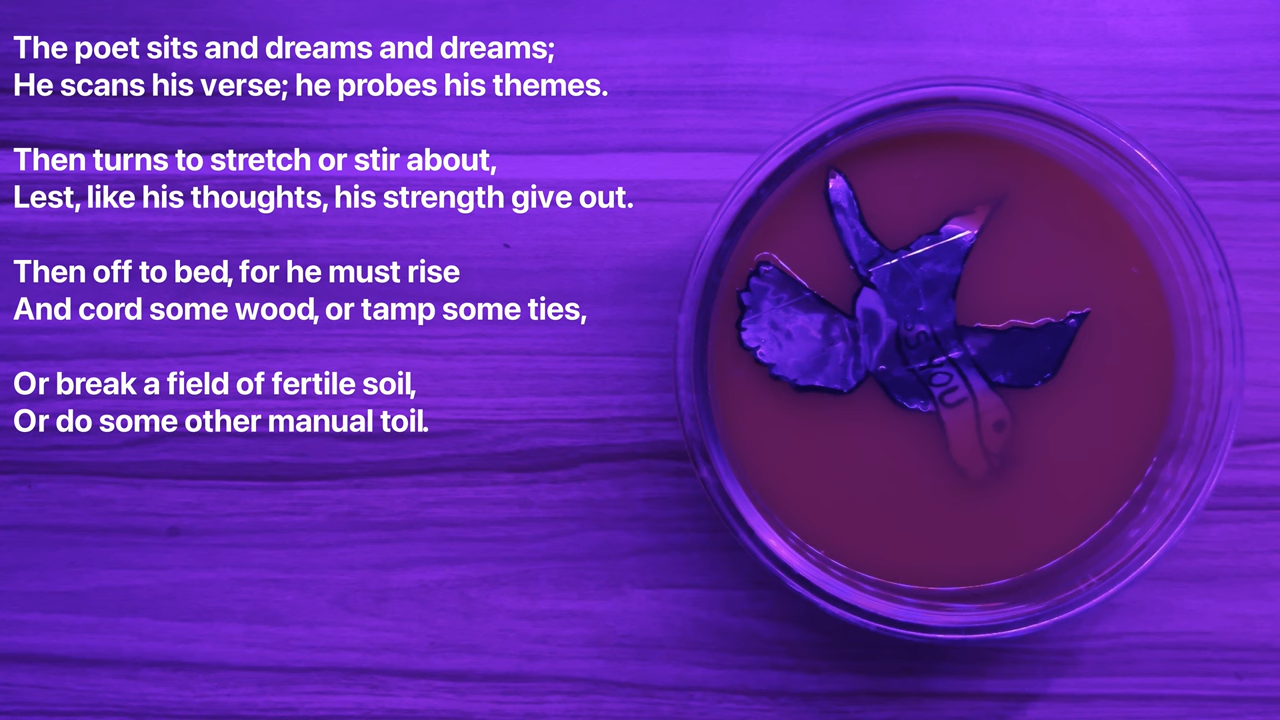 The poet sits and dreams and dreams;
He scans his verse; he probes his themes.
Then turns to stretch or stir about,
Lest, like his thoughts, his strength give out.
Then off to bed, for he must rise
And cord some wood, or tamp some ties,
Or break a field of fertile soil,
Or do some other manual toil.
YOU